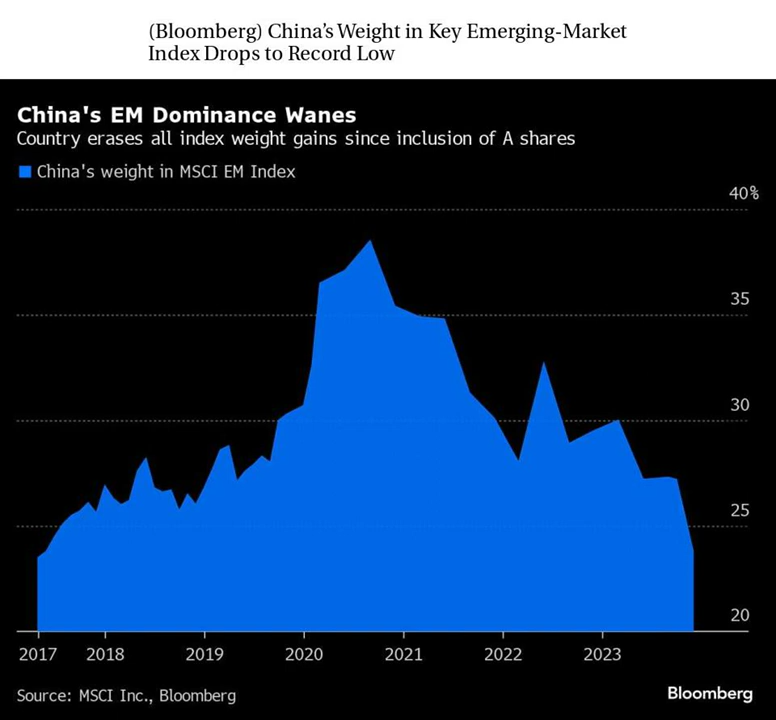 (Bloomberg) China’s Weight in Key Emerging-Market
Index Drops to Record Low
China's EM Dominance Wanes
Country erases all index weight gains since inclusion of A shares
China's weight in MSCI EM Index
40%
35
30
25
20
2017 2018 2019 2020 2021 2022 2023
Source: MSCI Inc., Bloomberg
Bloomberg